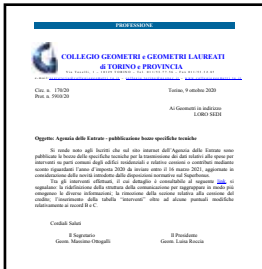 PROFESSIONE
COLLEGIO GEOMETRI e GEOMETRI LAUREATI
di TORINO e PROVINCIA
Circ. n. 170/20 Torino, 9 ottobre 2020
Prot. n. 5910/20
Ai Geometri in indirizzo
LORO SEDI
Oggetto: Agenzia delle Entrate - pubblicazione bozze specifiche tecniche
Si rende noto agli Iscritti che sul sito internet dell'Agenzia delle Entrate sono
pubblicate le bozze delle specifiche tecniche per la trasmissione dei dati relativi alle spese per
interventi su parti comuni degli edifici residenziali e relative cessioni o contributi mediante
sconto riguardanti l'anno d'imposta 2020 da inviare entro il 16 marzo 2021, aggiornate in
considerazione delle novità introdotte dalle disposizioni normative sul Superbonus.
Tra gli interventi effettuati, il cui dettaglio è consultabile al seguente link, si
segnalano: la ridefinizione della struttura della comunicazione per raggruppare in modo più
omogeneo le diverse informazioni; la rimozione della sezione relativa alla cessione del
credito; l'inserimento della tabella "interventi" oltre ad alcune puntuali modifiche
relativamente ai record B e C.
Cordiali Saluti
Il Segretario Il Presidente
Geom. Massimo Ottogalli Geom. Luisa Roccia